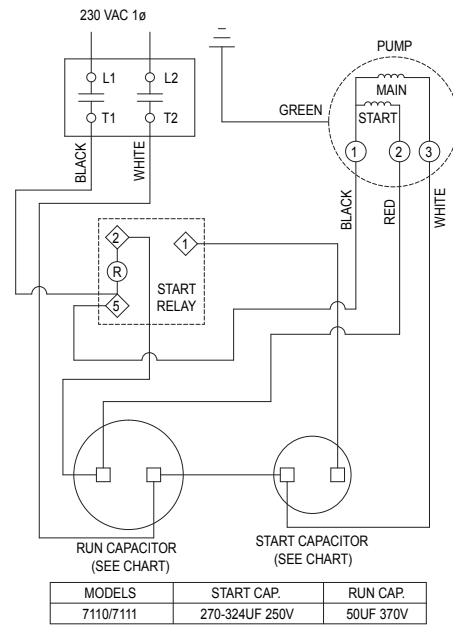 230 VAC 1ø
L1
L2
T1
T2
BLACK
WHITE
GREEN
PUMP
MAIN
START
1
2
3
BLACK
RED
WHITE
2
1
R
5
START
RELAY
RUN CAPACITOR
(SEE CHART)
START CAPACITOR
(SEE CHART)
MODELS START CAP. RUN CAP.
7110/7111 270-324UF 250V 50UF 370V